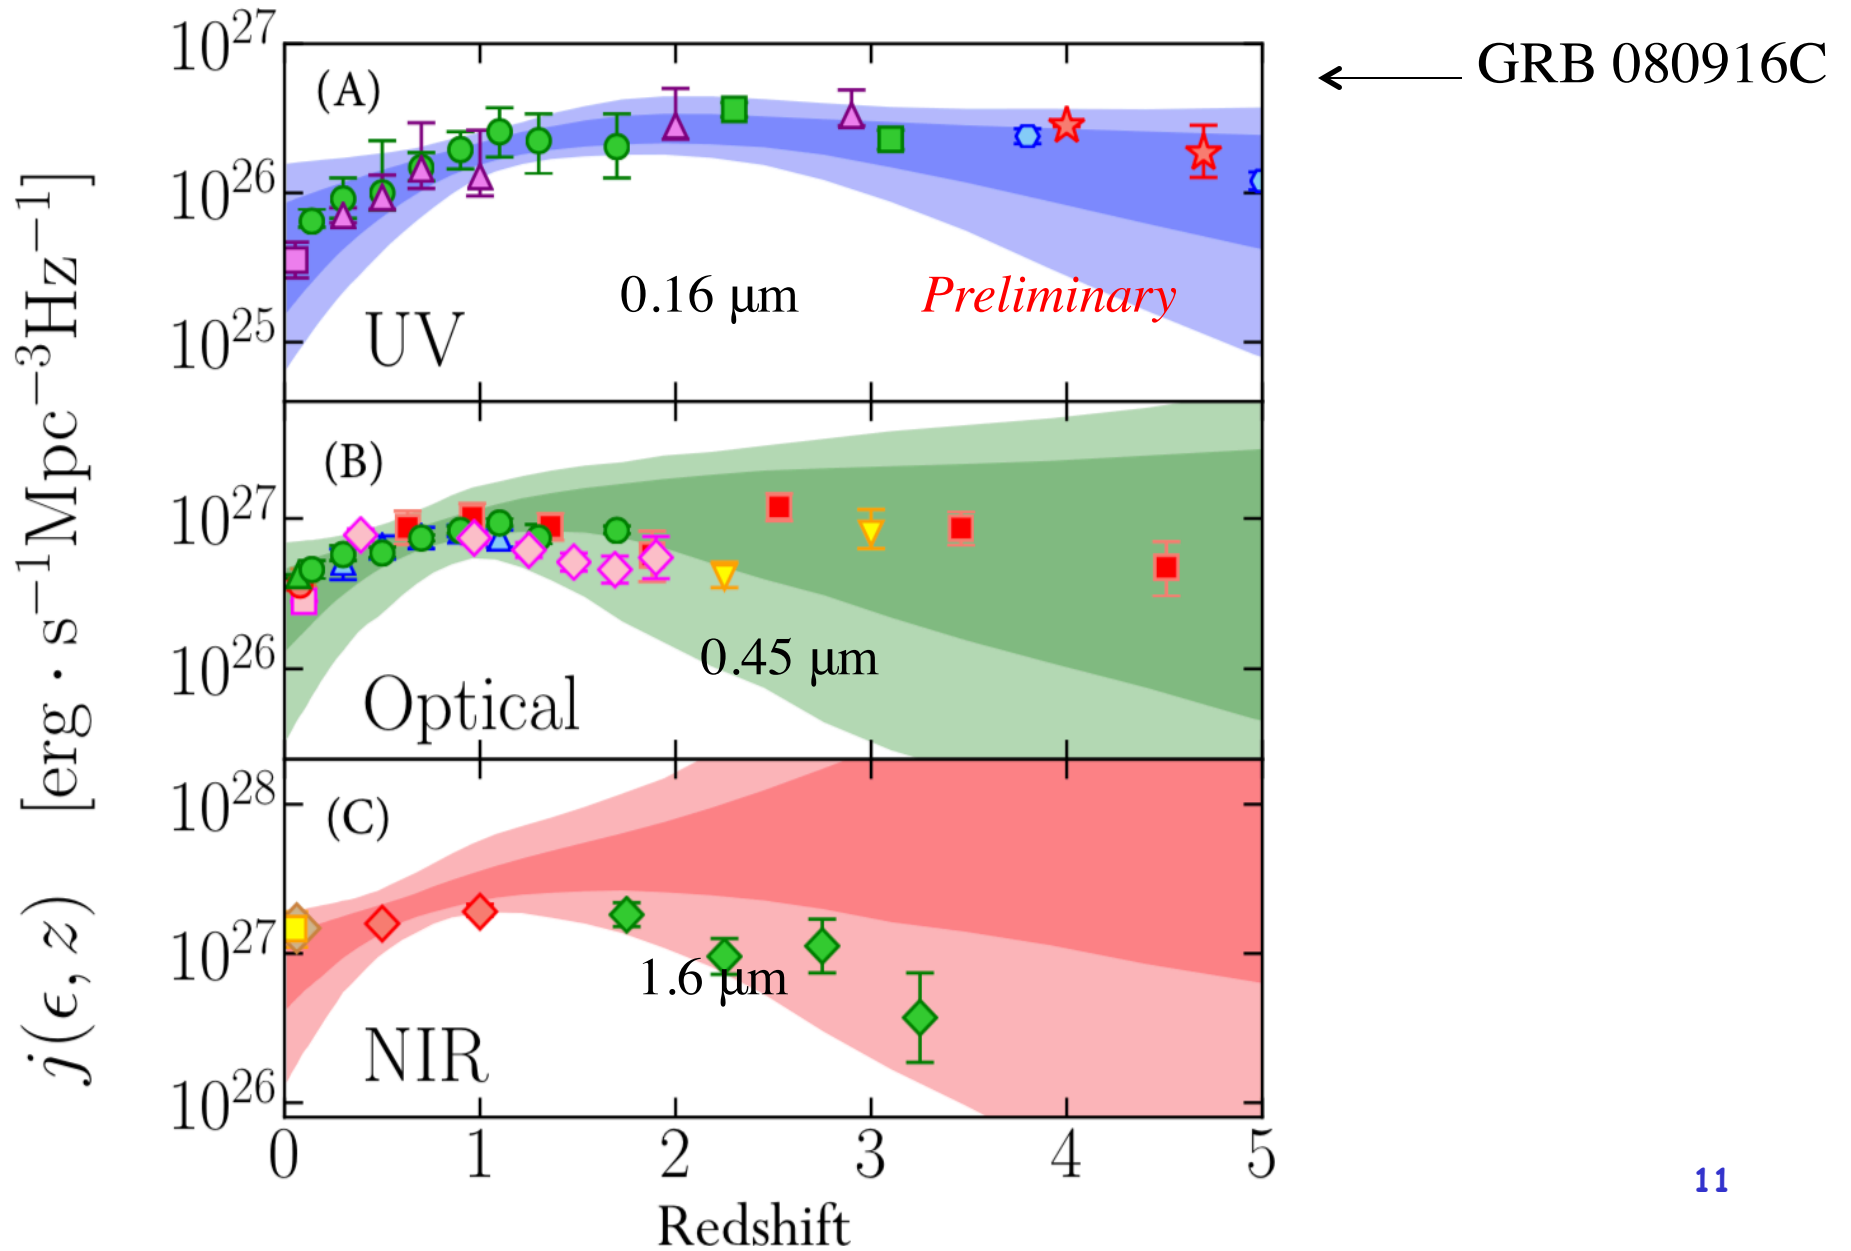 10^27
10^26
10^25
(A)
UV
0.16 μm
Preliminary
GRB 080916C
10^27
10^26
(B)
Optical
0.45 μm
10^28
10^27
10^26
(C)
NIR
1.6 μm
j(ϵ, z) [erg · s^−1Mpc^−3Hz^−1]
0 1 2 3 4 5
Redshift
11